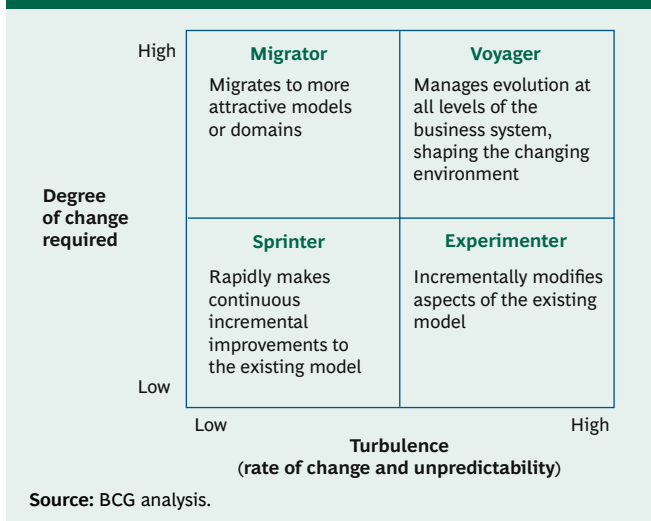 High
Migrator
Migrates to more
attractive models
or domains
Voyager
Manages evolution at
all levels of the
business system,
shaping the changing
environment
Degree
of change
required
Sprinter
Rapidly makes
continuous
incremental
improvements to
the existing model
Experimenter
Incrementally modifies
aspects of the existing
model
Low
Low
High
Turbulence
(rate of change and unpredictability)
Source: BCG analysis.